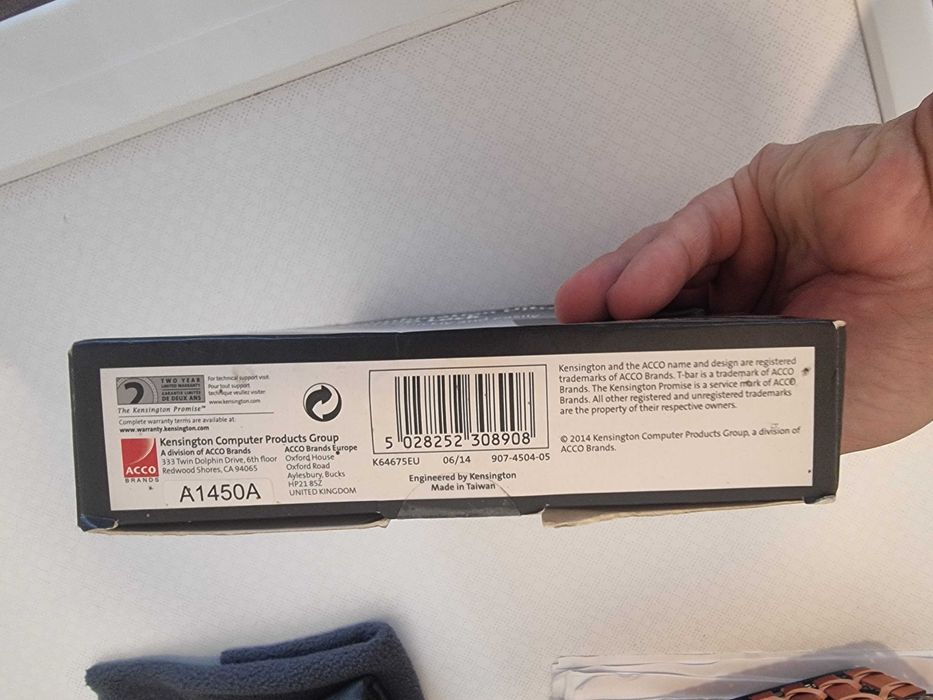 2
TWO YEAR
LIMITED WARRANTY
GARANTIE LIMITÉE
DE DEUX ANS
The Kensington Promise™
For technical support visit
Pour tout support
technique veuillez visiter
www.kensington.com
Complete warranty terms are available at:
www.warranty.kensington.com
ACCO
BRANDS
Kensington Computer Products Group
A division of ACCO Brands
333 Twin Dolphin Drive, 6th floor
Redwood Shores, CA 94065
A1450A
ACCO Brands Europe
Oxford House
Oxford Road
Aylesbury, Bucks
HP21 8SZ
UNITED KINGDOM
5 028252 308908
K64675EU 06/14 907-4504-05
Engineered by Kensington
Made in Taiwan
Kensington and the ACCO name and design are registered
trademarks of ACCO Brands. T-bar is a trademark of ACCO
Brands. The Kensington Promise is a service mark of ACCO
Brands. All other registered and unregistered trademarks
are the property of their respective owners.
© 2014 Kensington Computer Products Group, a division of
ACCO Brands.